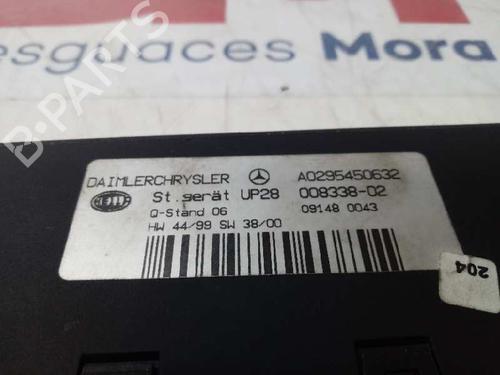 esguaces Mora
B-PARTS
DAIMLERCHRYSLER A0295450632
St.gerät UP28 008338-02
Q-Stand 06 09148 0043
HW 44/99 SW 38/00
204